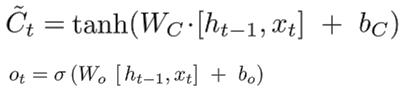 C̃_t = tanh(W_C·[h_{t−1}, x_t] + b_C)
o_t = σ(W_o [h_{t−1}, x_t] + b_o)